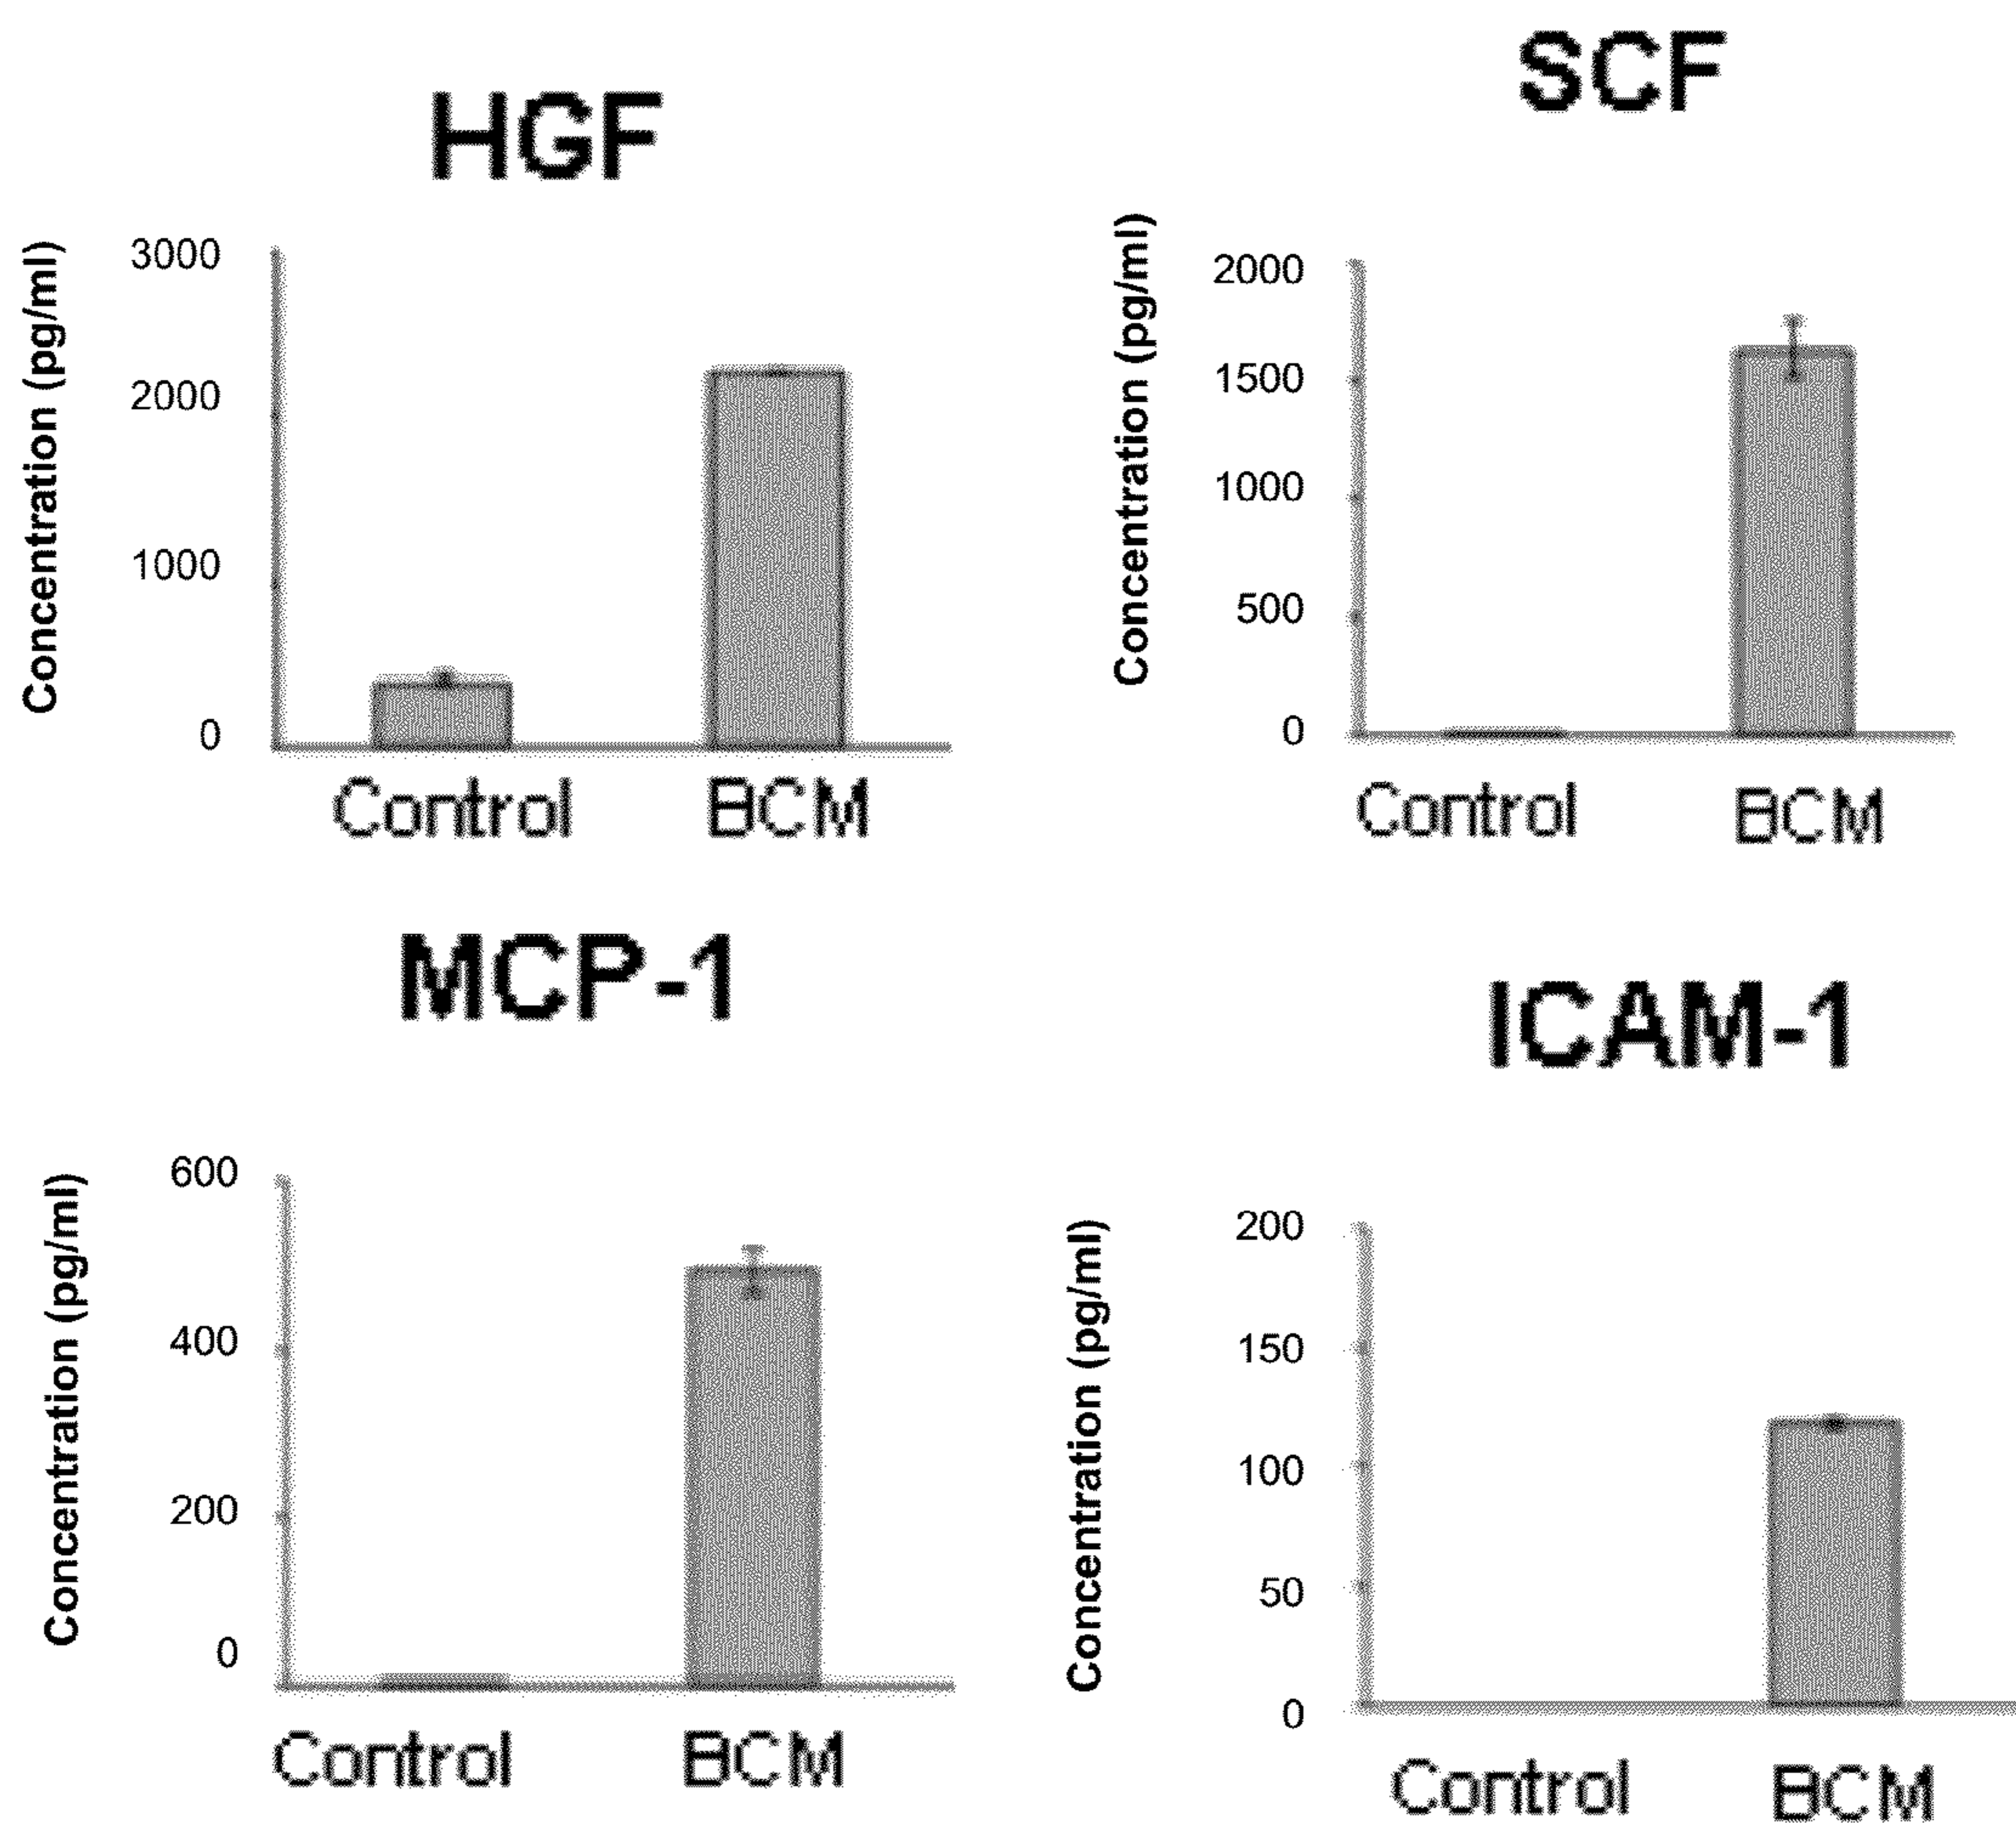 HGF
Concentration (pg/ml)
3000
2000
1000
0
Control BCM
SCF
Concentration (pg/ml)
2000
1500
1000
500
0
Control BCM
MCP-1
Concentration (pg/ml)
600
400
200
0
Control BCM
ICAM-1
Concentration (pg/ml)
200
150
100
50
0
Control BCM